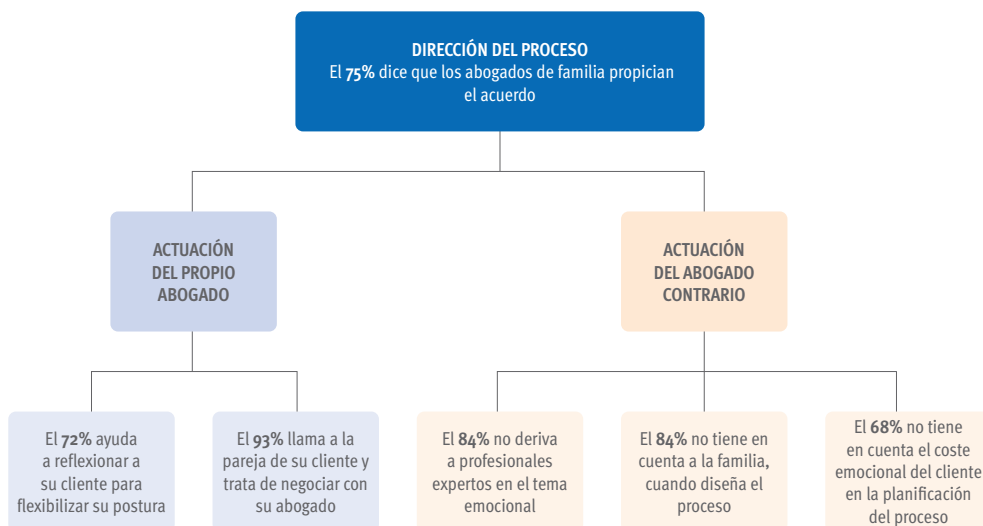 DIRECCIÓN DEL PROCESO
El 75% dice que los abogados de familia propician
el acuerdo
ACTUACIÓN
DEL PROPIO
ABOGADO
ACTUACIÓN
DEL ABOGADO
CONTRARIO
El 72% ayuda
a reflexionar a
su cliente para
flexibilizar su postura
El 93% llama a la
pareja de su cliente y
trata de negociar con
su abogado
El 84% no deriva
a profesionales
expertos en el tema
emocional
El 84% no tiene en
cuenta a la familia,
cuando diseña el
proceso
El 68% no tiene
en cuenta el coste
emocional del cliente
en la planificación
del proceso